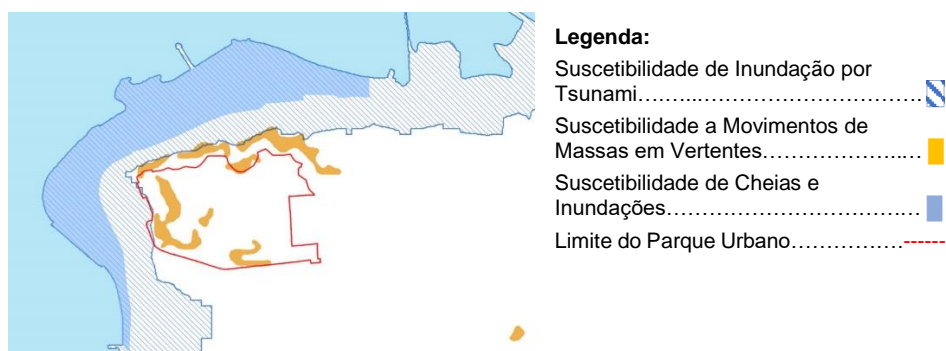 Legenda:
Suscetibilidade de Inundação por
Tsunami……...………………………….
Suscetibilidade a Movimentos de
Massas em Vertentes………………..…
Suscetibilidade de Cheias e
Inundações…………………………….…
Limite do Parque Urbano……………